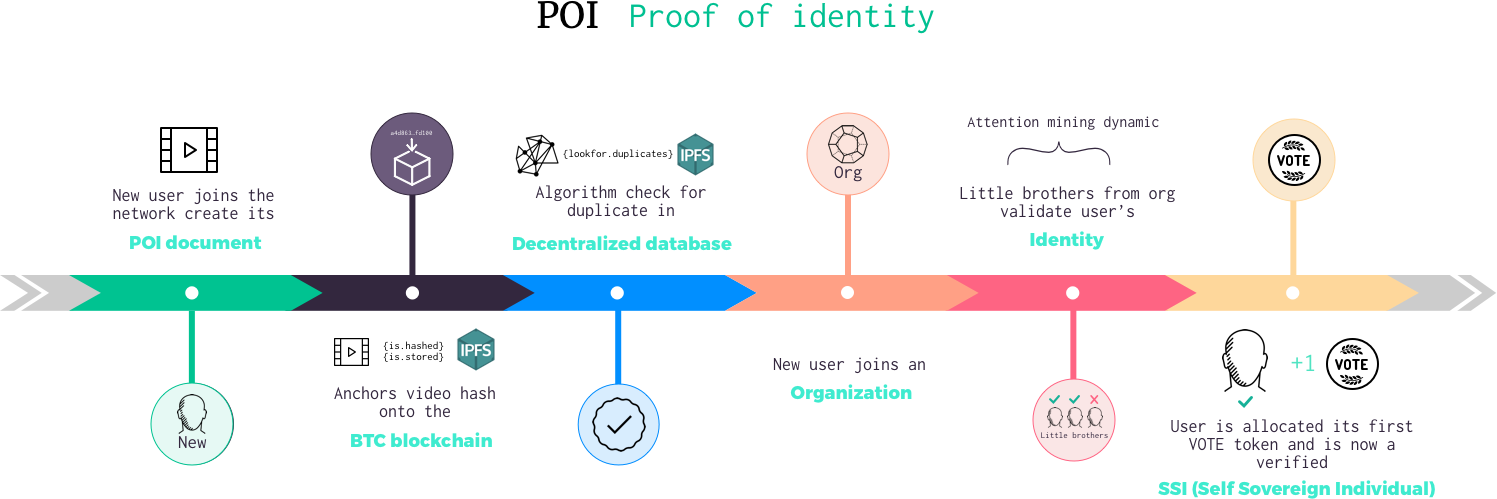 POI Proof of identity
New user joins the
network create its
POI document
New
a4d863…fd100
{is.hashed}
{is.stored}
IPFS
Anchors video hash
onto the
BTC blockchain
{lookfor.duplicates}
IPFS
Algorithm check for
duplicate in
Decentralized database
Org
New user joins an
Organization
Attention mining dynamic
Little brothers from org
validate user’s
Identity
Little brothers
VOTE
+1
VOTE
User is allocated its first
VOTE token and is now a
verified
SSI (Self Sovereign Individual)